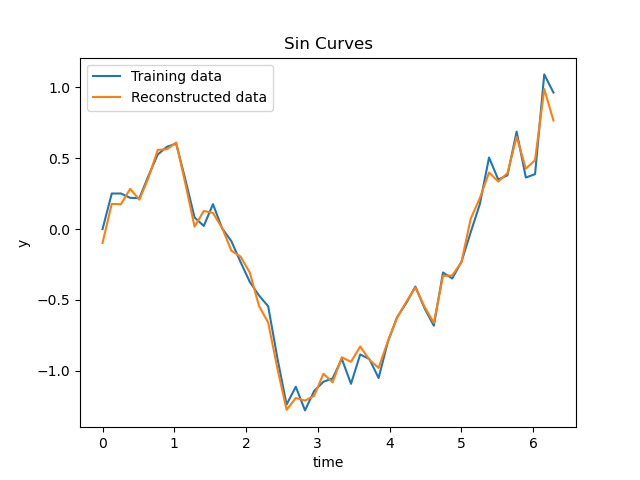 Sin Curves
Training data
Reconstructed data
y
1.0
0.5
0.0
−0.5
−1.0
0 1 2 3 4 5 6
time